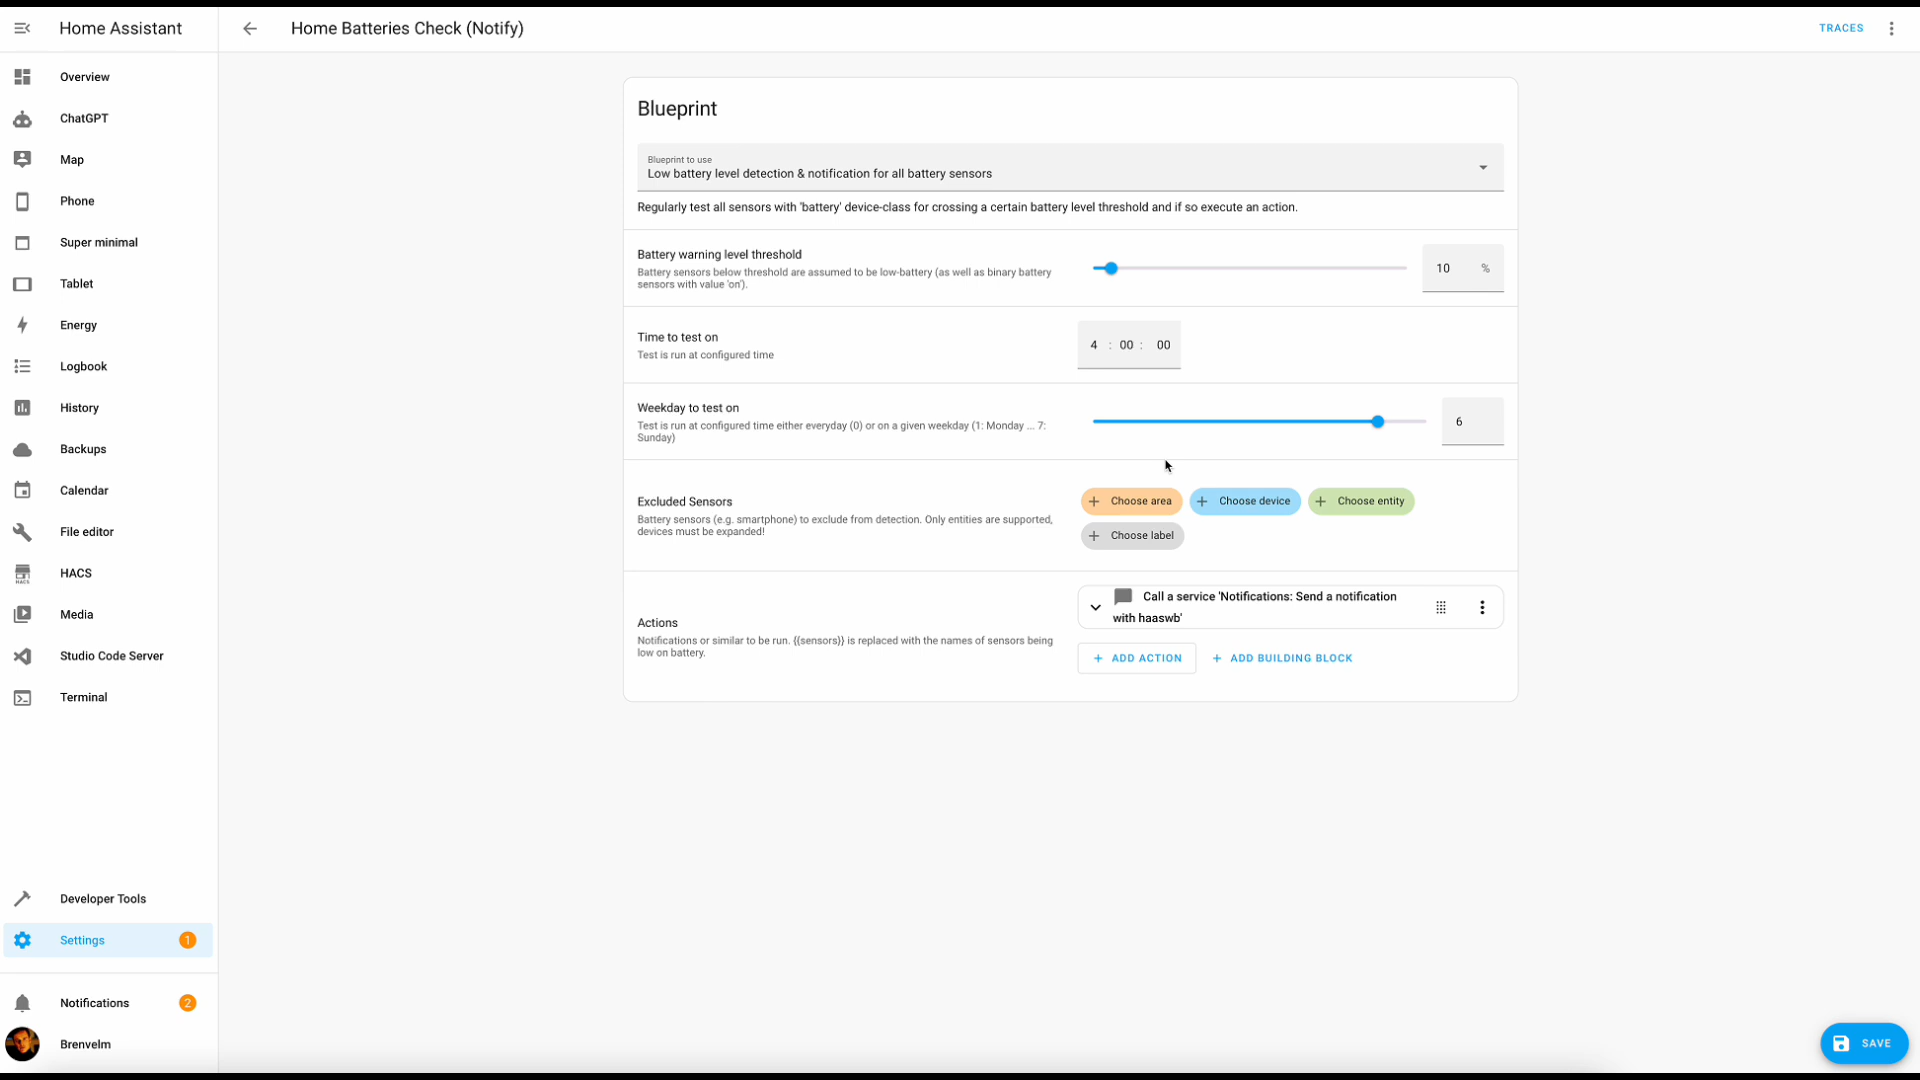 Home Assistant
Home Batteries Check (Notify)
TRACES
Overview
ChatGPT
Map
Phone
Super minimal
Tablet
Energy
Logbook
History
Backups
Calendar
File editor
HACS
HACS
Media
Studio Code Server
Terminal
Developer Tools
Settings
1
Notifications
2
Brenvelm
Blueprint
Blueprint to use
Low battery level detection & notification for all battery sensors
Regularly test all sensors with 'battery' device-class for crossing a certain battery level threshold and if so execute an action.
Battery warning level threshold
Battery sensors below threshold are assumed to be low-battery (as well as binary battery
sensors with value 'on').
10 %
Time to test on
Test is run at configured time
4 : 00 : 00
Weekday to test on
Test is run at configured time either everyday (0) or on a given weekday (1: Monday ... 7:
Sunday)
6
Excluded Sensors
Battery sensors (e.g. smartphone) to exclude from detection. Only entities are supported,
devices must be expanded!
+ Choose area
+ Choose device
+ Choose entity
+ Choose label
Actions
Notifications or similar to be run. {{sensors}} is replaced with the names of sensors being
low on battery.
Call a service 'Notifications: Send a notification
with haaswb'
+ ADD ACTION
+ ADD BUILDING BLOCK
SAVE